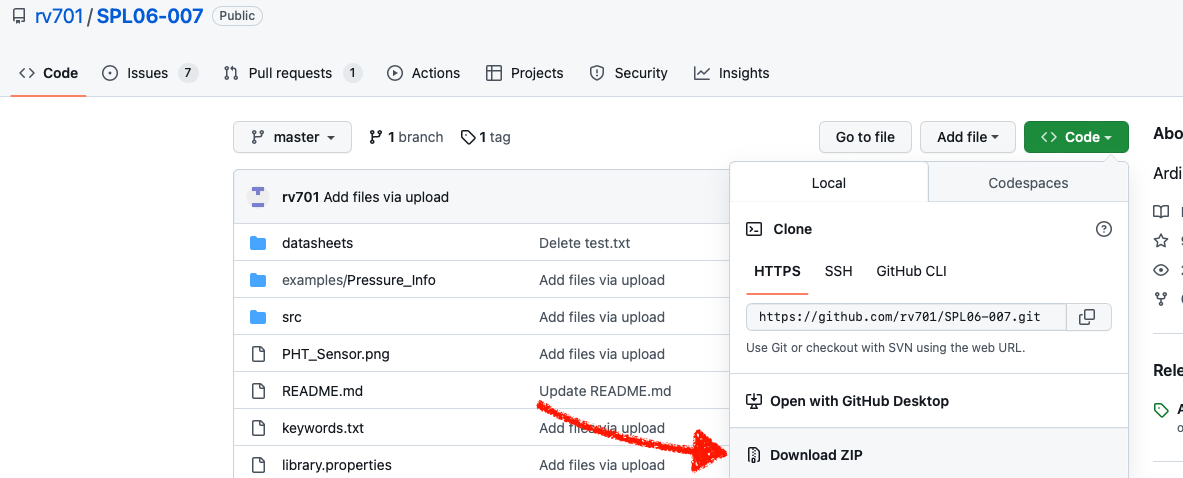 rv701 / SPL06-007 Public
Code Issues 7 Pull requests 1 Actions Projects Security Insights
master 1 branch 1 tag Go to file Add file Code
Abo
rv701 Add files via upload
Local Codespaces
Ardi
datasheets Delete test.txt
Clone
examples/Pressure_Info Add files via upload
HTTPS SSH GitHub CLI
src Add files via upload
https://github.com/rv701/SPL06-007.git
PHT_Sensor.png Add files via upload
Use Git or checkout with SVN using the web URL.
README.md Update README.md
Rele
Open with GitHub Desktop
keywords.txt Add files via upload
Download ZIP
library.properties Add files via upload